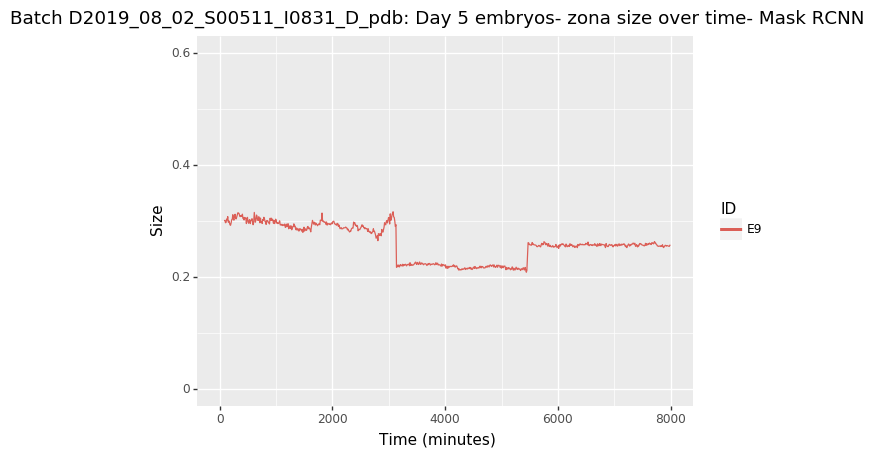 Batch D2019_08_02_S00511_I0831_D_pdb: Day 5 embryos- zona size over time- Mask RCNN
0.6
0.4
0.2
0
Size
0
2000
4000
6000
8000
Time (minutes)
ID
E9